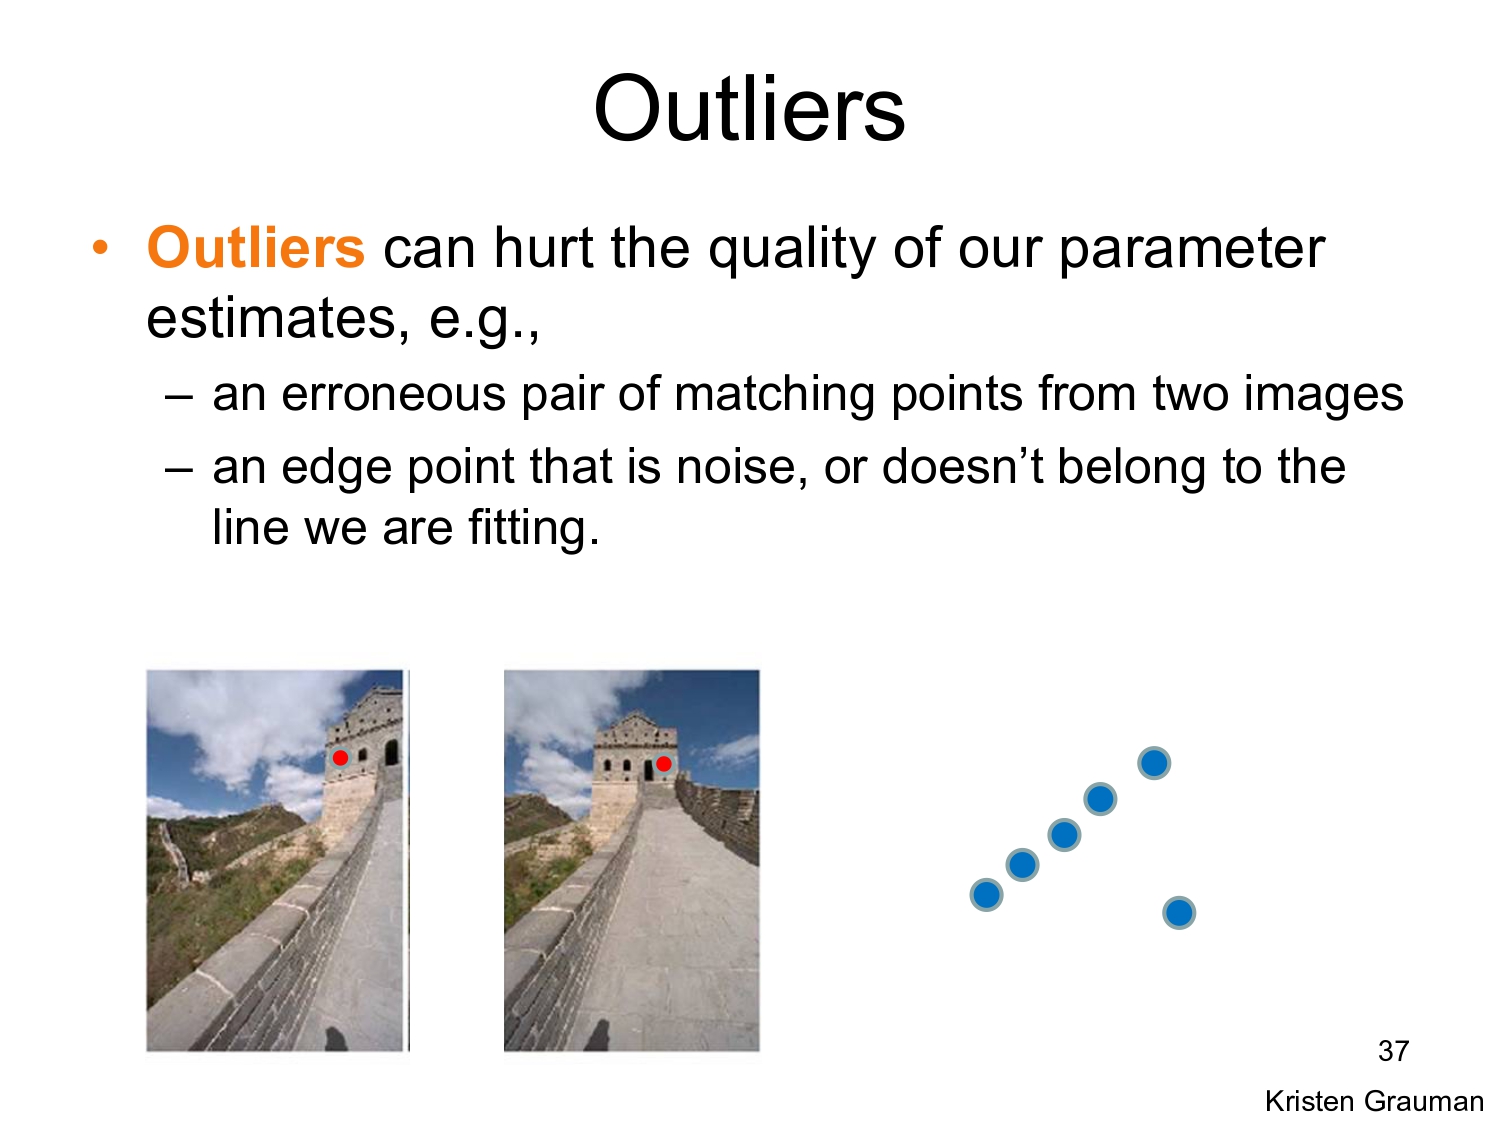 Outliers
• Outliers can hurt the quality of our parameter
estimates, e.g.,
– an erroneous pair of matching points from two images
– an edge point that is noise, or doesn’t belong to the
line we are fitting.
37
Kristen Grauman